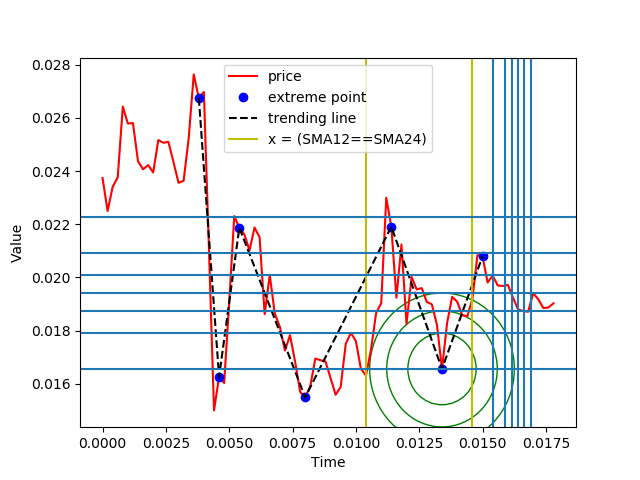 0.028
0.026
0.024
0.022
0.020
0.018
0.016
Value
price
extreme point
trending line
x = (SMA12==SMA24)
0.0000 0.0025 0.0050 0.0075 0.0100 0.0125 0.0150 0.0175
Time